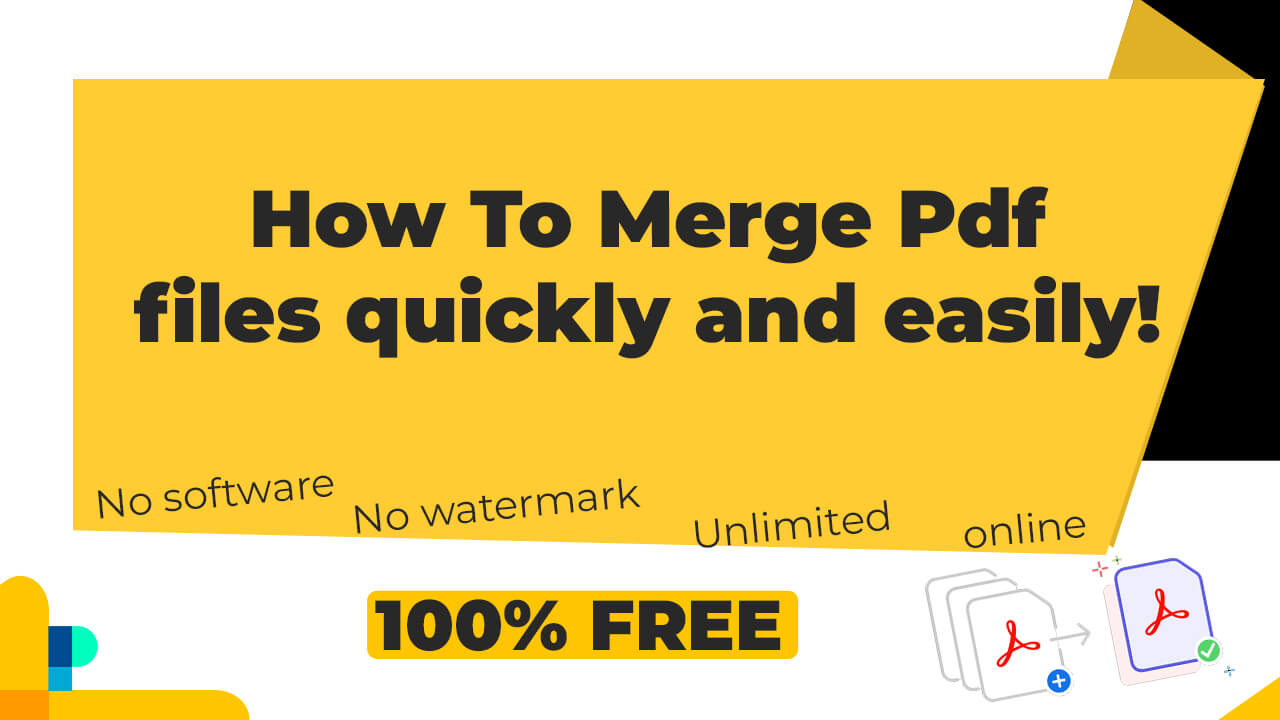 How To Merge Pdf
files quickly and easily!
No software
No watermark
Unlimited
online
100% FREE